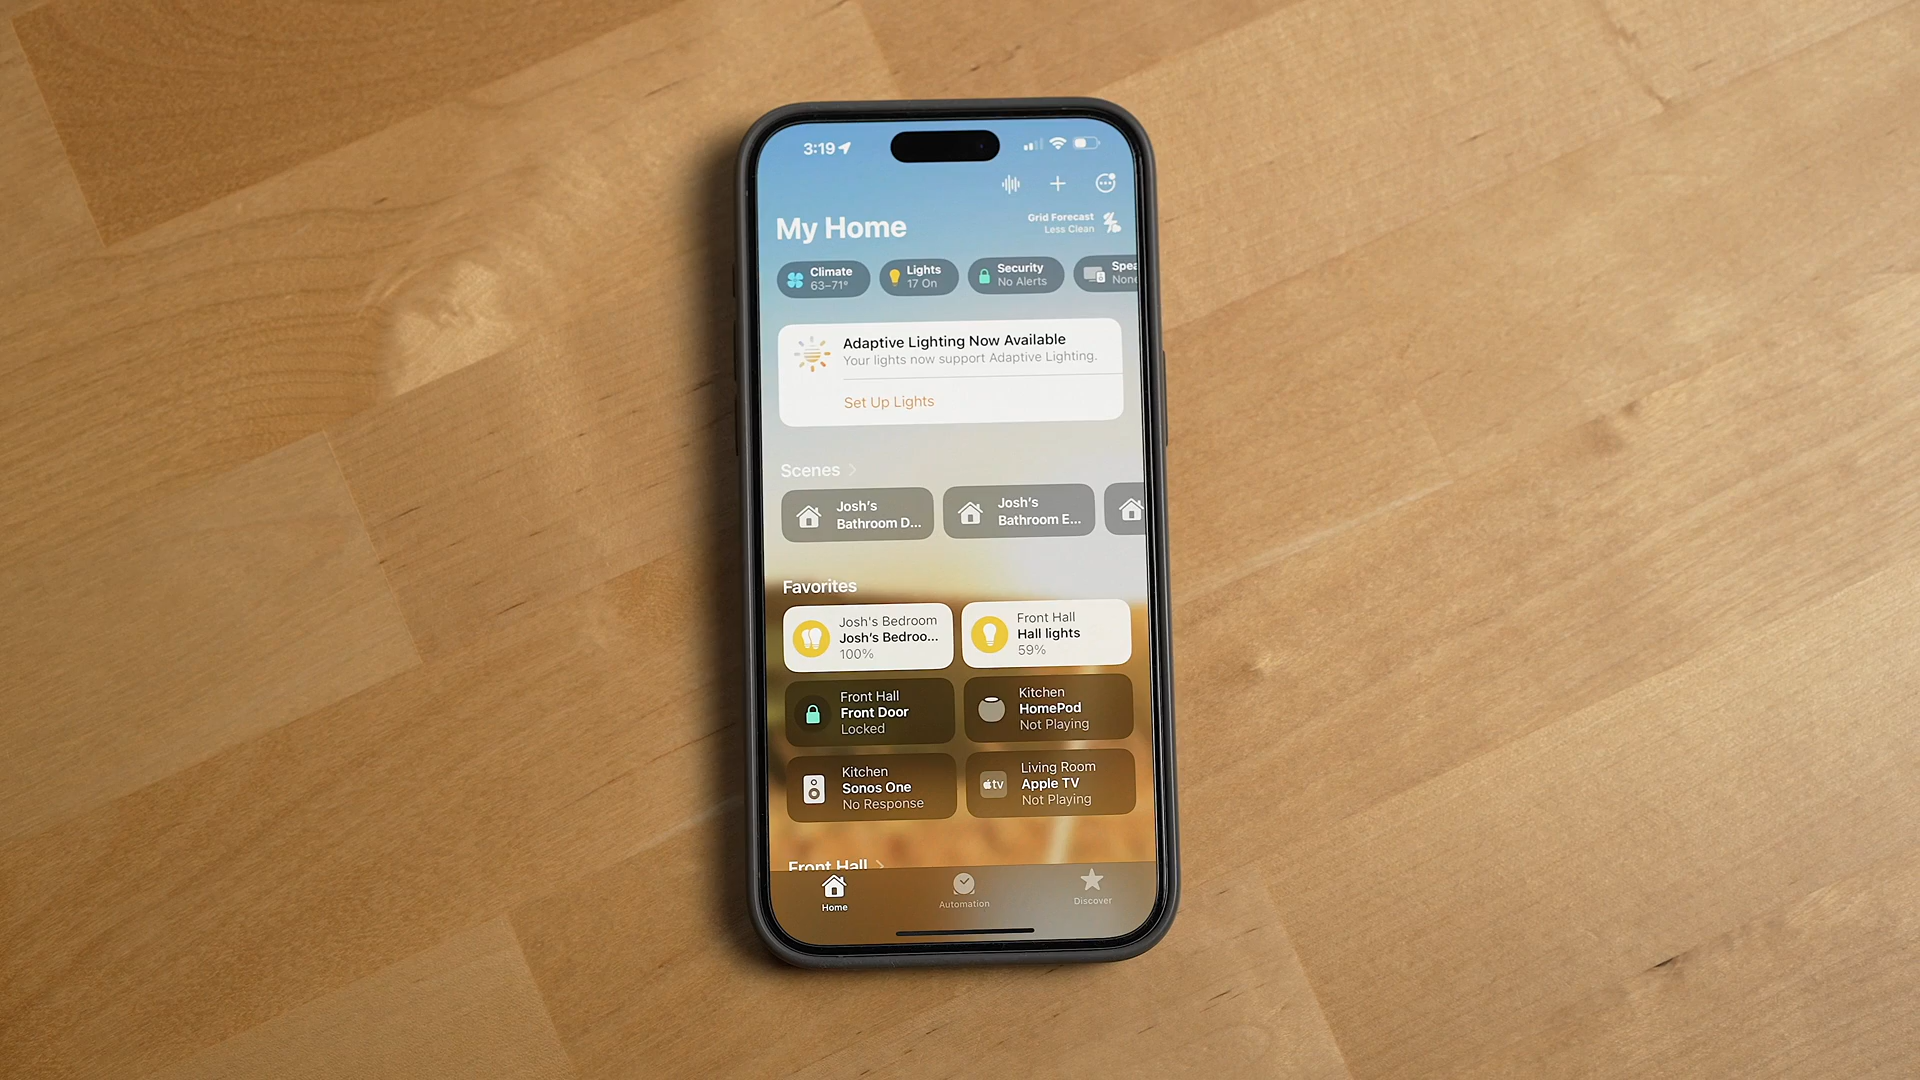 3:19
My Home
Grid Forecast
Less Clean
Climate
63–71°
Lights
17 On
Security
No Alerts
Spea
None
Adaptive Lighting Now Available
Your lights now support Adaptive Lighting.
Set Up Lights
Scenes
Josh's
Bathroom D...
Josh's
Bathroom E...
Favorites
Josh's Bedroom
Josh's Bedroo...
100%
Front Hall
Hall lights
59%
Front Hall
Front Door
Locked
Kitchen
HomePod
Not Playing
Kitchen
Sonos One
No Response
tv
Living Room
Apple TV
Not Playing
Front Hall
Home
Automation
Discover